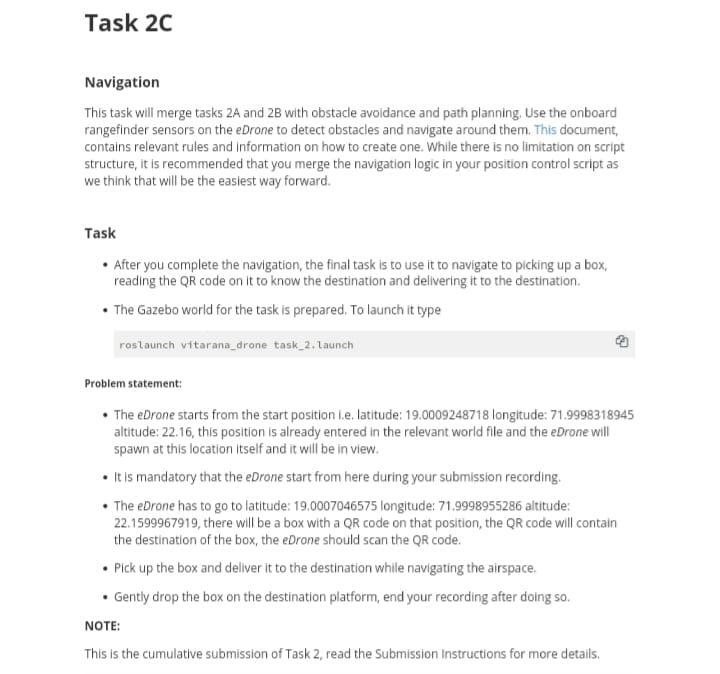 Task 2C
Navigation
This task will merge tasks 2A and 2B with obstacle avoidance and path planning. Use the onboard
rangefinder sensors on the eDrone to detect obstacles and navigate around them. This document,
contains relevant rules and information on how to create one. While there is no limitation on script
structure, it is recommended that you merge the navigation logic in your position control script as
we think that will be the easiest way forward.
Task
• After you complete the navigation, the final task is to use it to navigate to picking up a box,
reading the QR code on it to know the destination and delivering it to the destination.
• The Gazebo world for the task is prepared. To launch it type
roslaunch vitarana_drone task_2.launch
Problem statement:
• The eDrone starts from the start position i.e. latitude: 19.0009248718 longitude: 71.9998318945
altitude: 22.16, this position is already entered in the relevant world file and the eDrone will
spawn at this location itself and it will be in view.
• It is mandatory that the eDrone start from here during your submission recording.
• The eDrone has to go to latitude: 19.0007046575 longitude: 71.9998955286 altitude:
22.1599967919, there will be a box with a QR code on that position, the QR code will contain
the destination of the box, the eDrone should scan the QR code.
• Pick up the box and deliver it to the destination while navigating the airspace.
• Gently drop the box on the destination platform, end your recording after doing so.
NOTE:
This is the cumulative submission of Task 2, read the Submission Instructions for more details.